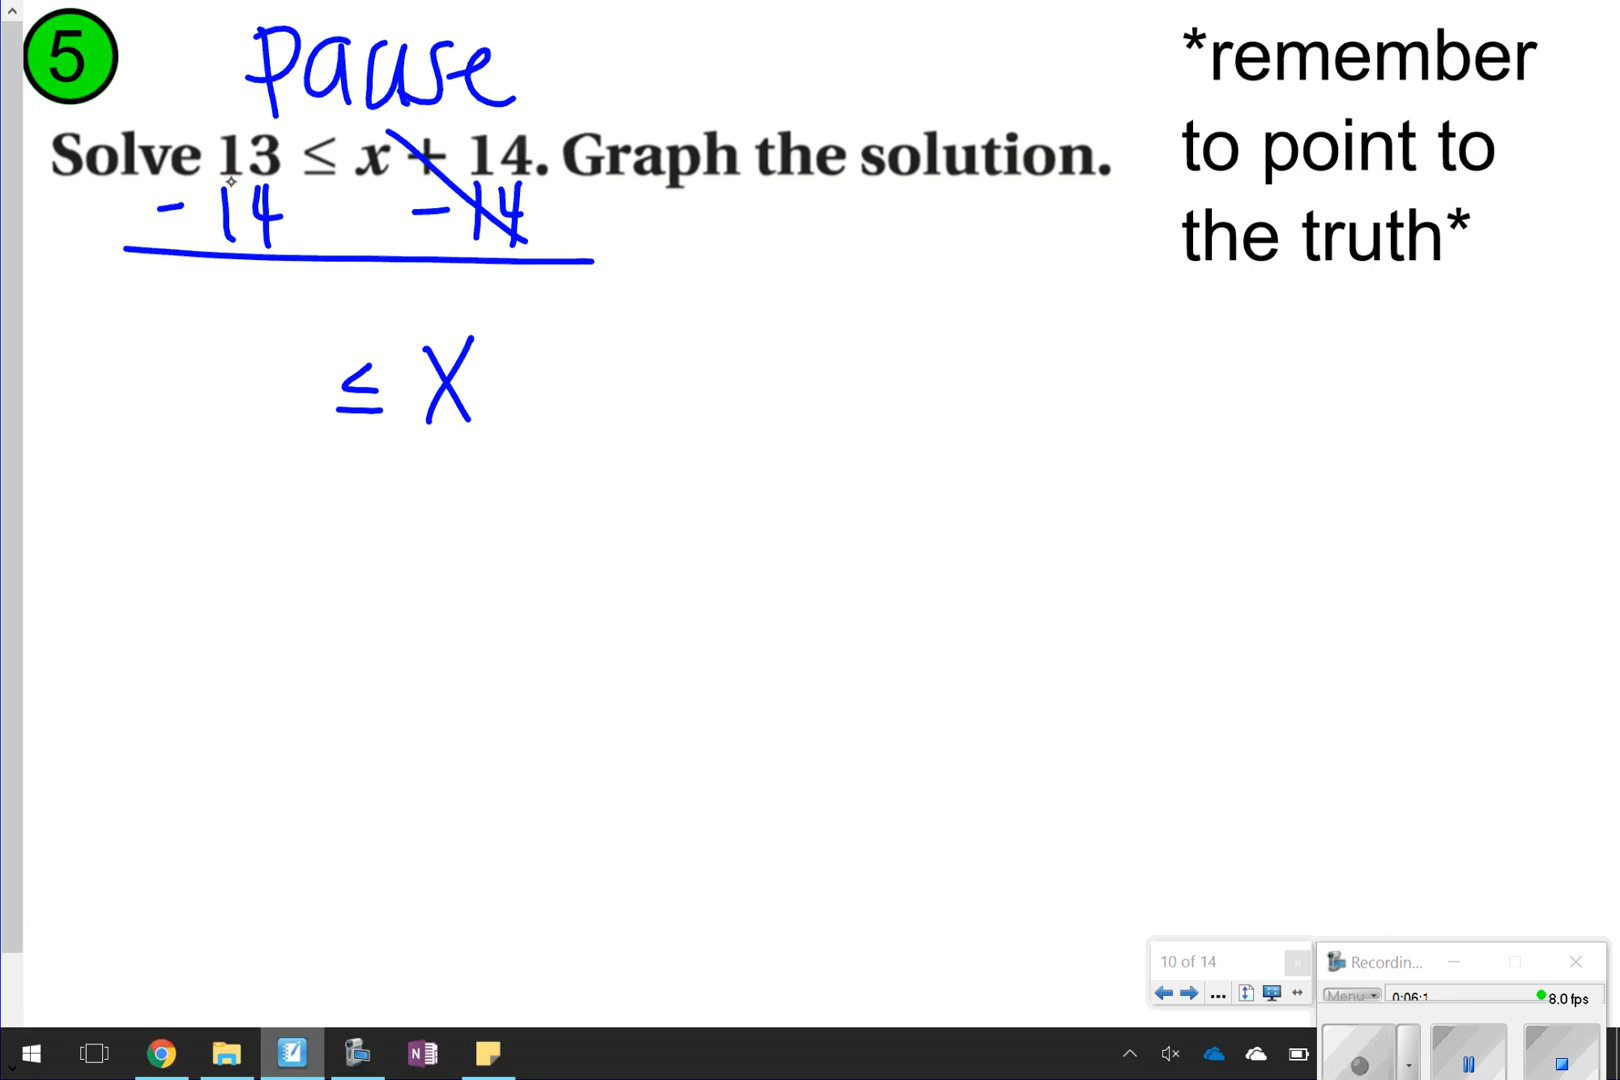 5
pause
*remember
to point to
the truth*
Solve 13 ≤ x + 14. Graph the solution.
- 14 - 14
≤ X
10 of 14
Recordin...
Menu
0:06:1
8.0 fps
N